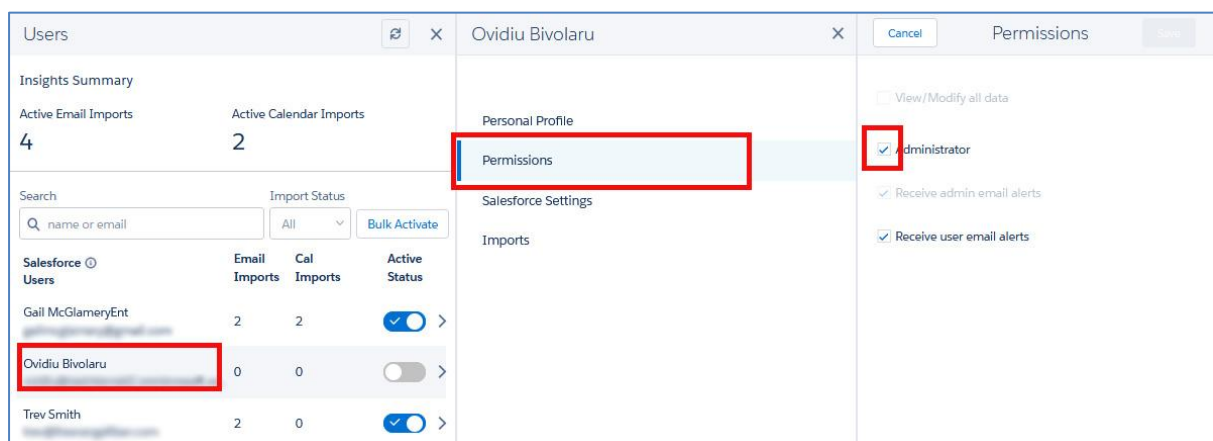 Users
Insights Summary
Active Email Imports
4
Active Calendar Imports
2
Search
name or email
Import Status
All
Bulk Activate
Salesforce
Users
Email
Imports
Cal
Imports
Active
Status
Gail McGlameryEnt
2
2
Ovidiu Bivolaru
0
0
Trev Smith
2
0
Ovidiu Bivolaru
Personal Profile
Permissions
Salesforce Settings
Imports
Cancel
Permissions
Save
View/Modify all data
Administrator
Receive admin email alerts
Receive user email alerts